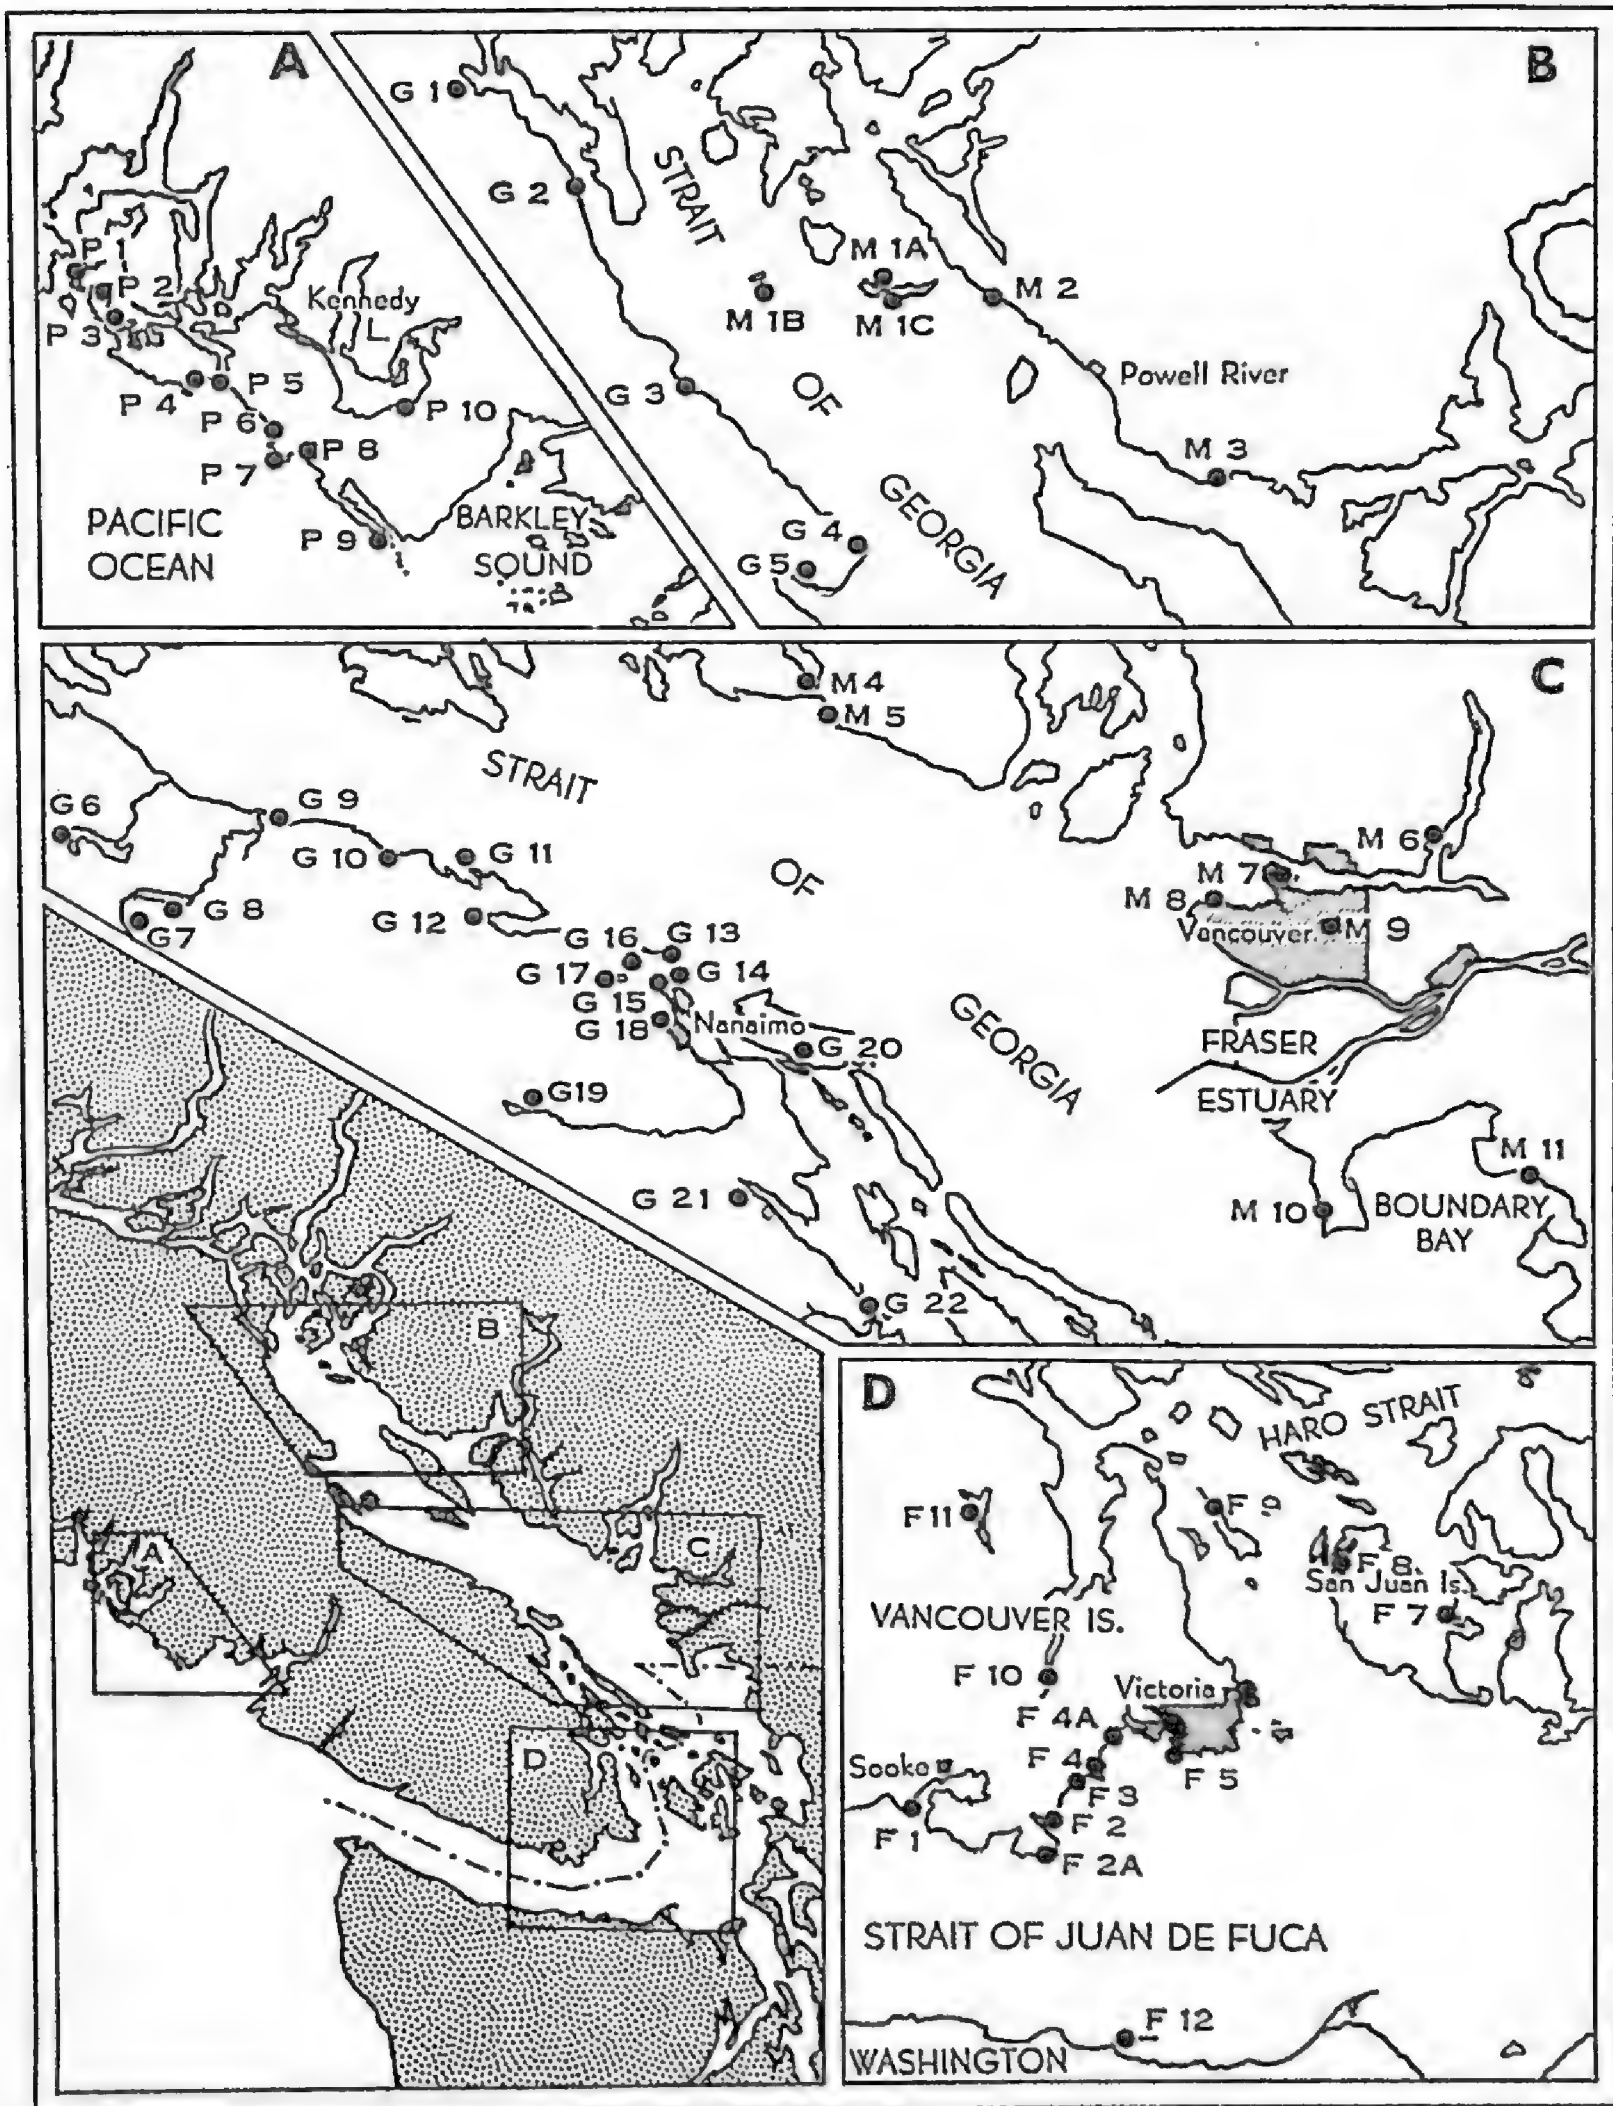 A
P 1
P 2
P 3
Kennedy
L.
P 4
P 5
P 6
P 10
P 7
P 8
P 9
PACIFIC
OCEAN
BARKLEY
SOUND
B
G 1
G 2
STRAIT
M 1A
M 1B
M 1C
M 2
G 3
OF
Powell River
M 3
GEORGIA
G 4
G 5
C
M 4
M 5
STRAIT
G 6
G 9
G 10
G 11
OF
M 6
M 7
M 8
Vancouver
M 9
G 8
G 7
G 12
G 16
G 13
G 17
G 14
G 15
G 18
Nanaimo
G 20
GEORGIA
FRASER
ESTUARY
G19
M 11
G 21
M 10
BOUNDARY
BAY
G 22
B
A
C
D
D
HARO STRAIT
F 11
F 9
F 8
San Juan Is.
F 7
VANCOUVER IS.
F 10
Victoria
F 4A
Sooke
F 4
F 5
F 3
F 1
F 2
F 2A
STRAIT OF JUAN DE FUCA
F 12
WASHINGTON